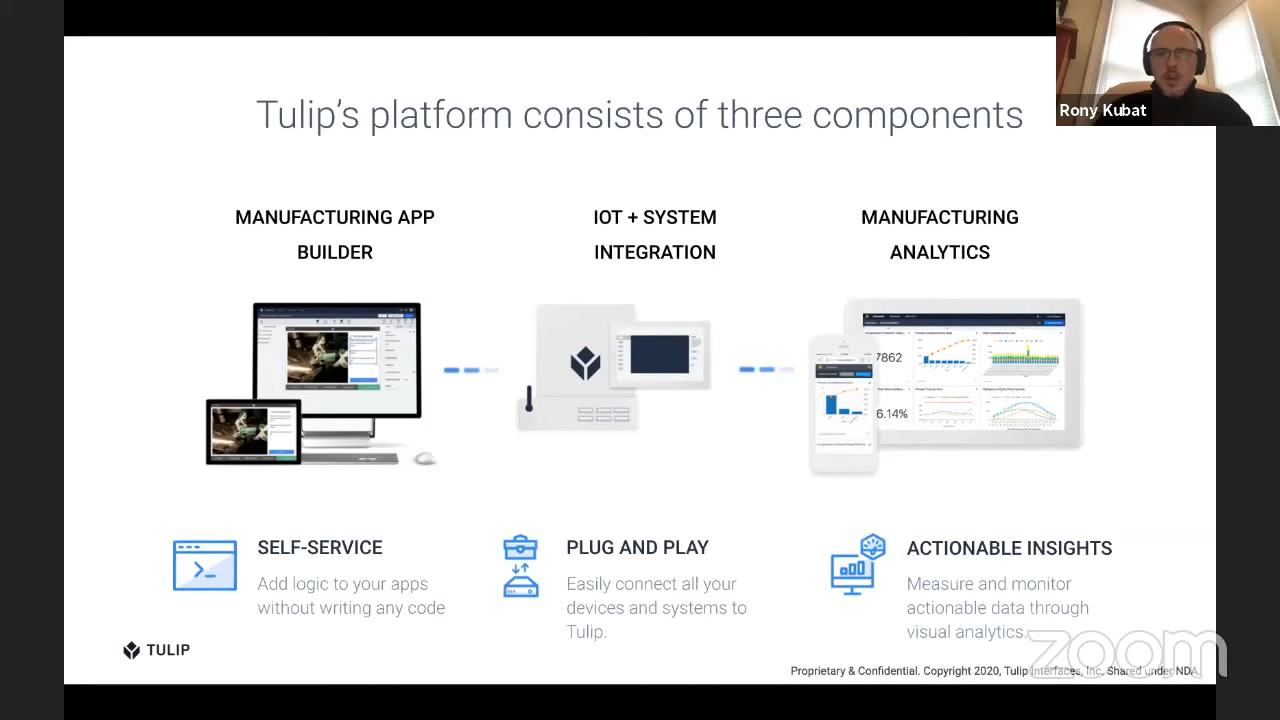 Rony Kubat
Tulip's platform consists of three components
MANUFACTURING APP
BUILDER
IOT + SYSTEM
INTEGRATION
MANUFACTURING
ANALYTICS
7862
6.14%
SELF-SERVICE
Add logic to your apps
without writing any code
PLUG AND PLAY
Easily connect all your
devices and systems to
Tulip.
ACTIONABLE INSIGHTS
Measure and monitor
actionable data through
visual analytics.
TULIP
zoom
Proprietary & Confidential. Copyright 2020, Tulip Interfaces, Inc. Shared under NDA.